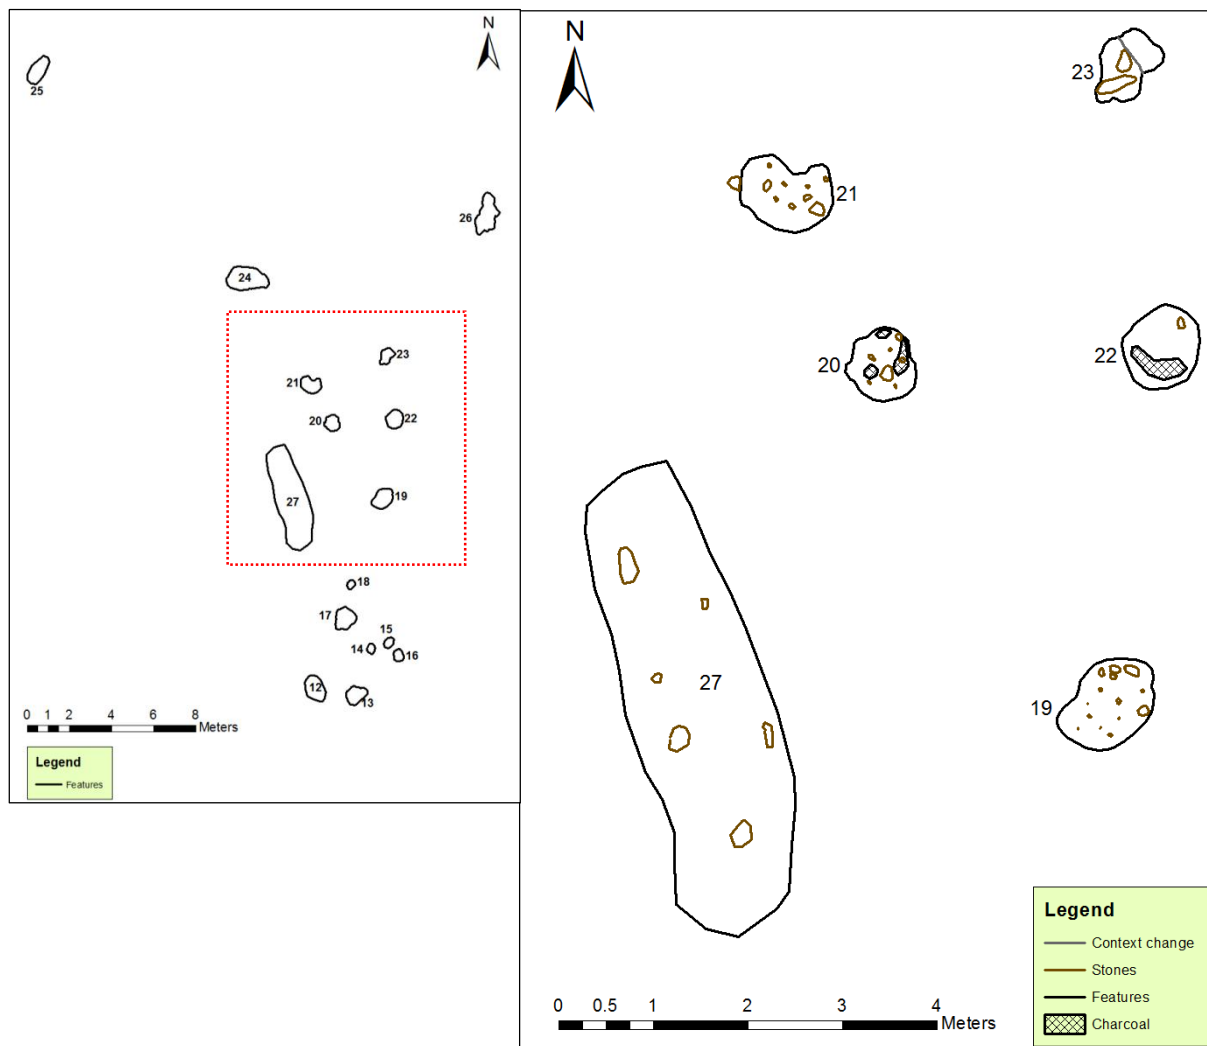 N
25
26
24
23
21
20
22
27
19
18
17
15
14
16
12
13
0 1 2 4 6 8
Meters
Legend
Features
N
23
21
20
22
27
19
0 0.5 1 2 3 4
Meters
Legend
Context change
Stones
Features
Charcoal